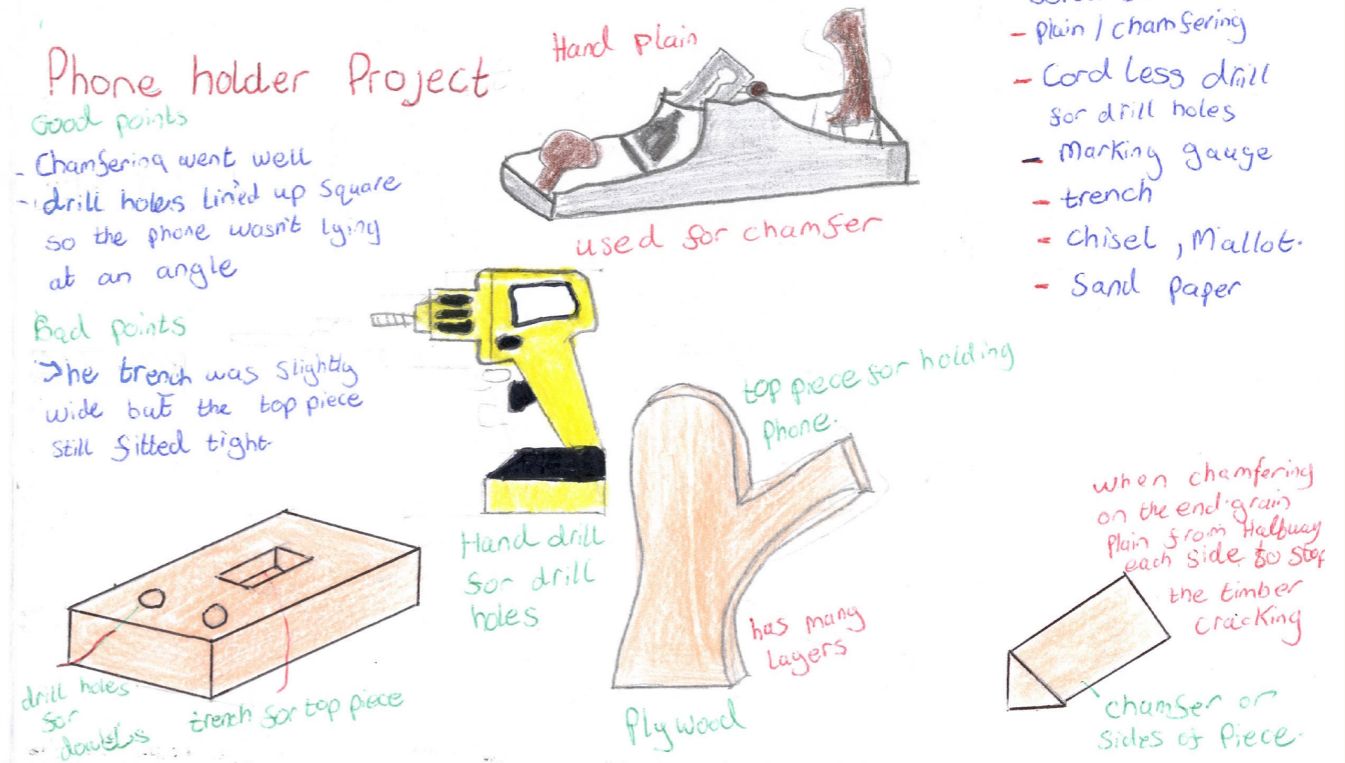 Phone holder Project
Good points
- Chamfering went well
- drill holes lined up square
so the phone wasn't lying
at an angle
Bad points
The trench was slightly
wide but the top piece
still fitted tight.
Hand plain
used for chamfer
- plain / chamfering
- Cord less drill
for drill holes
- Marking gauge
- trench
- Chisel, Mallot.
- Sand paper
Hand drill
for drill
holes
top piece for holding
phone.
has many
layers
Plywood
drill holes
for
trench for top piece
when chamfering
on the end-grain
Plain from Halfway
each side to stop
the timber
cracking
chamfer or
sides of Piece.